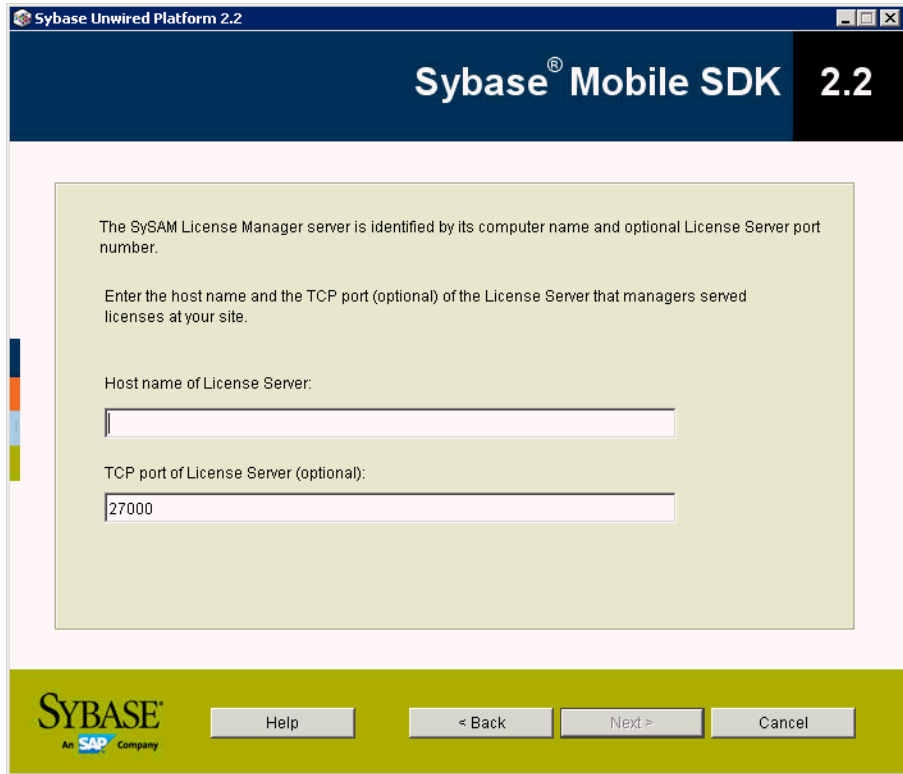 Sybase Unwired Platform 2.2
Sybase® Mobile SDK 2.2
The SySAM License Manager server is identified by its computer name and optional License Server port
number.
Enter the host name and the TCP port (optional) of the License Server that managers served
licenses at your site.
Host name of License Server:
TCP port of License Server (optional):
27000
SYBASE®
An SAP Company
Help
< Back
Next >
Cancel